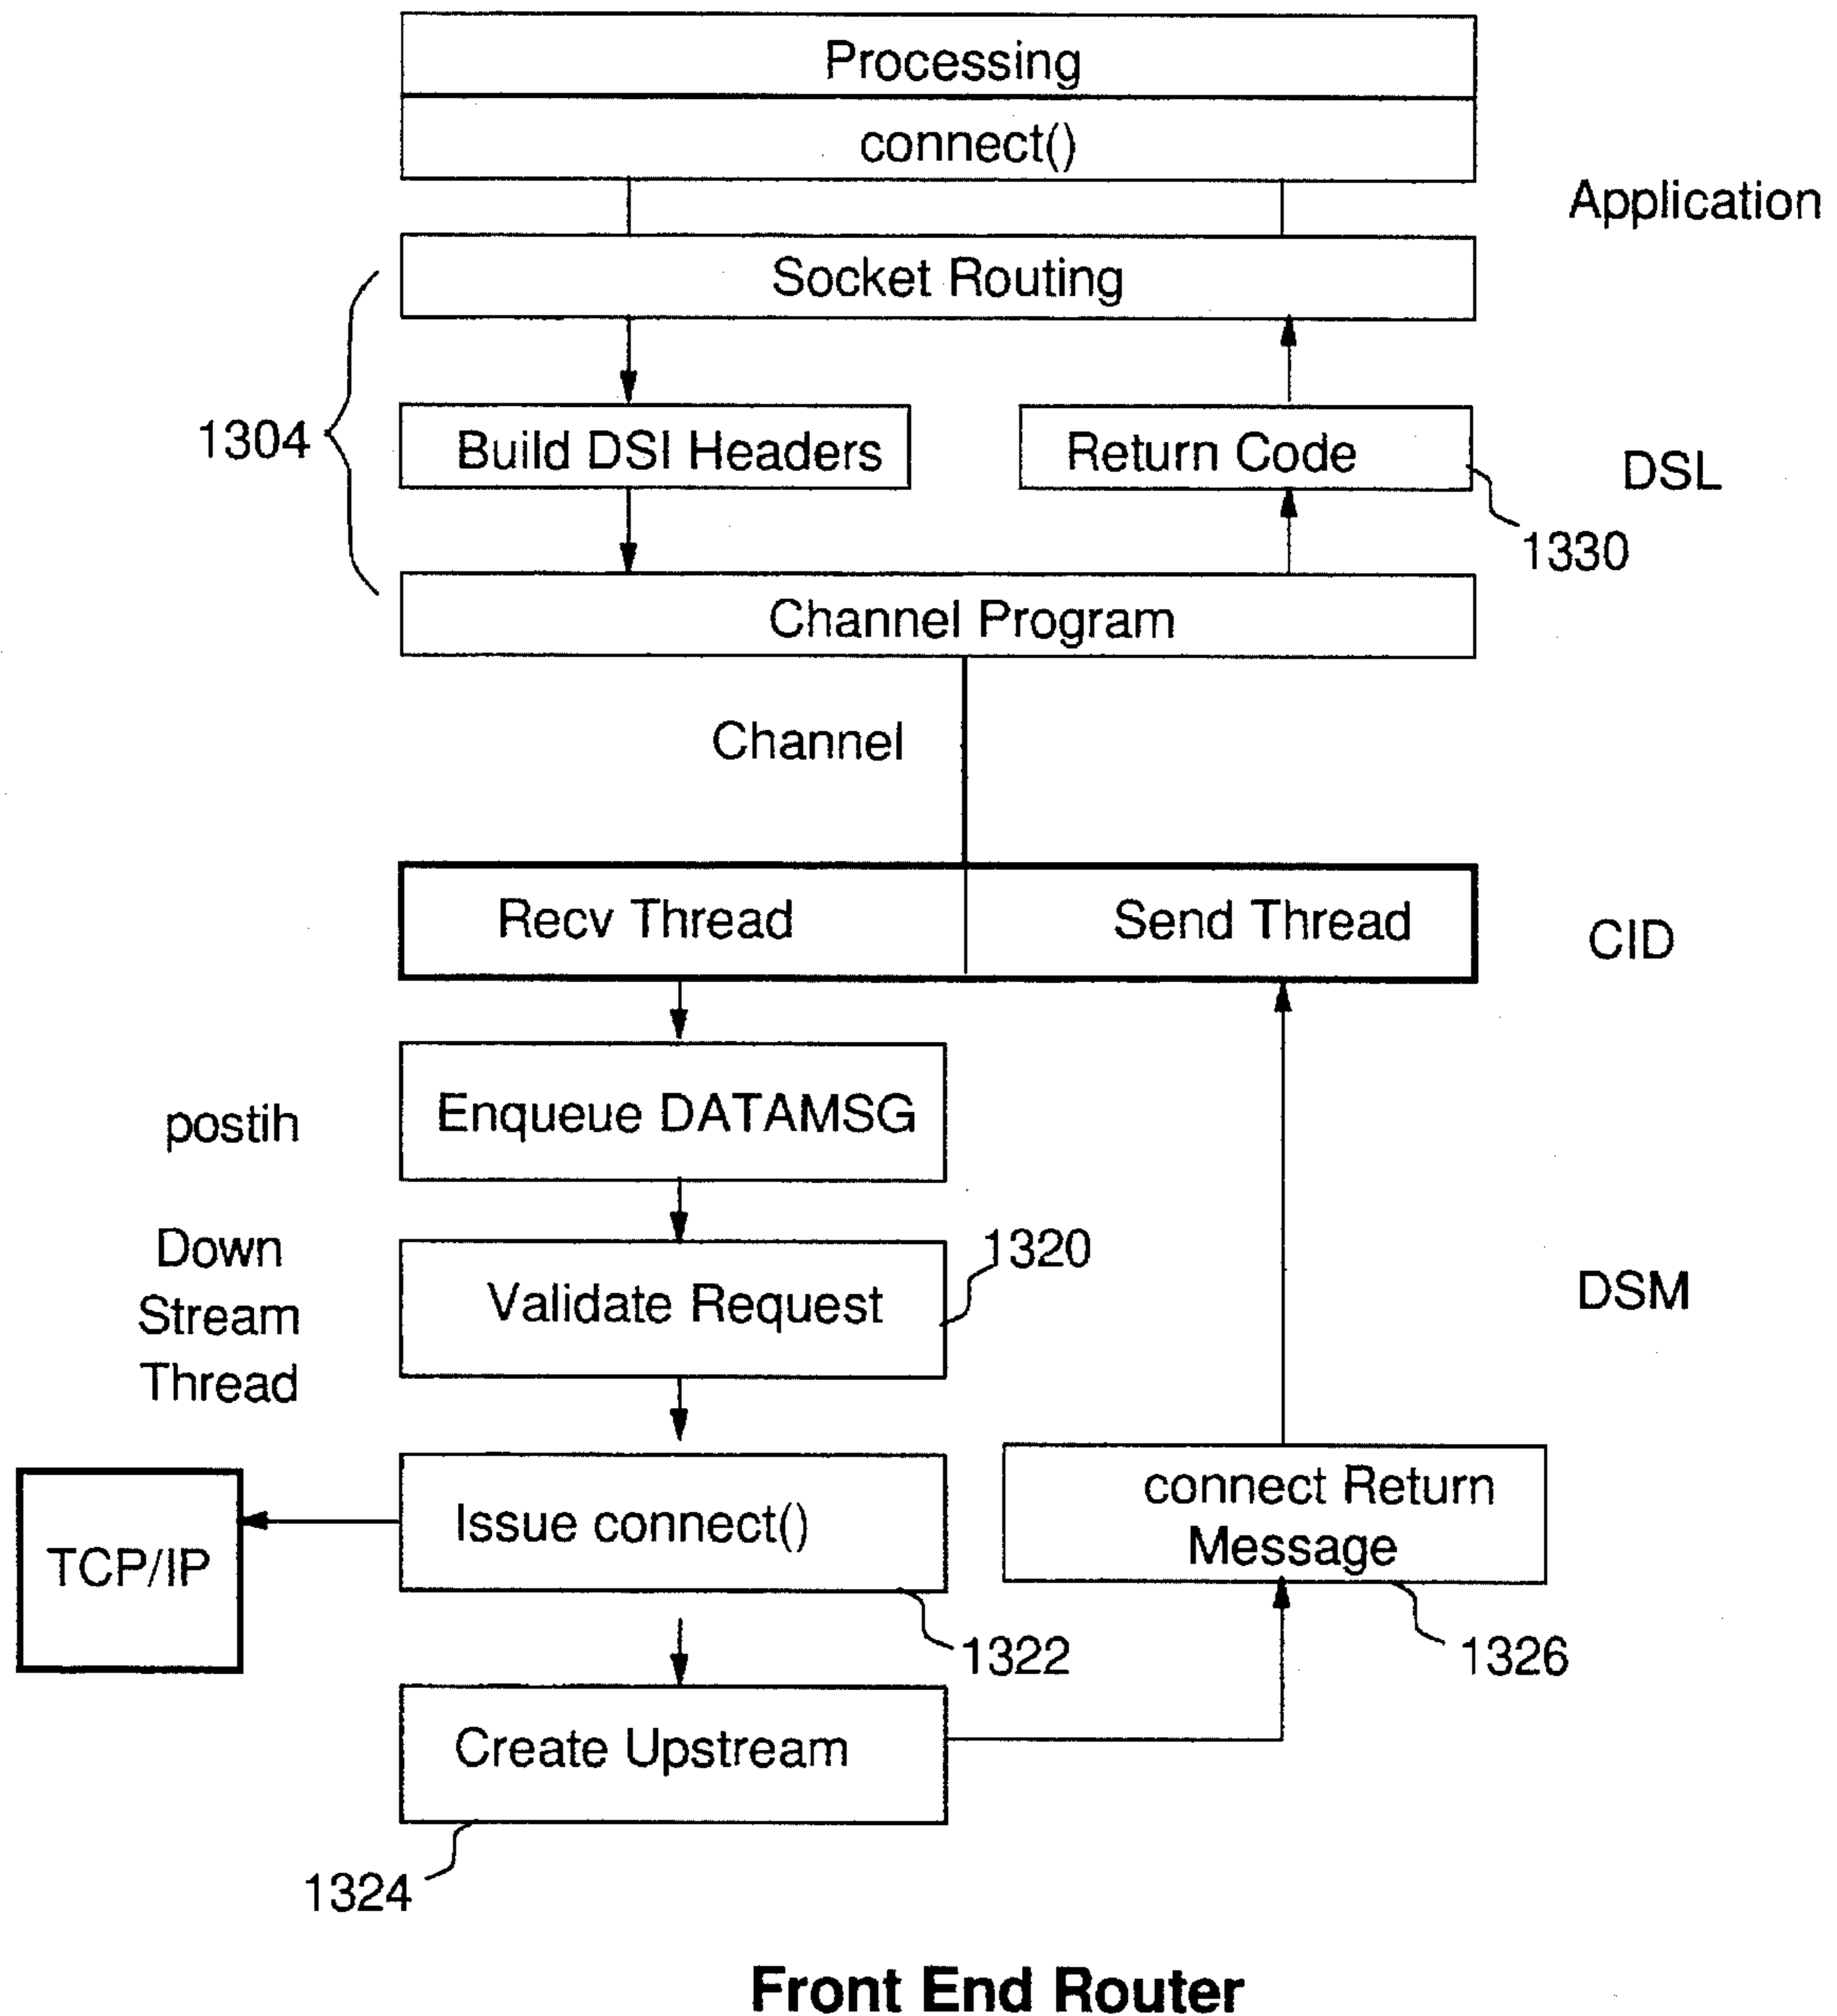 Processing
connect()
Application
Socket Routing
1304
Build DSI Headers
Return Code
DSL
1330
Channel Program
Channel
Recv Thread
Send Thread
CID
postih
Enqueue DATAMSG
Down
Stream
Thread
Validate Request
1320
DSM
TCP/IP
Issue connect()
1322
connect Return
Message
1326
Create Upstream
1324
Front End Router